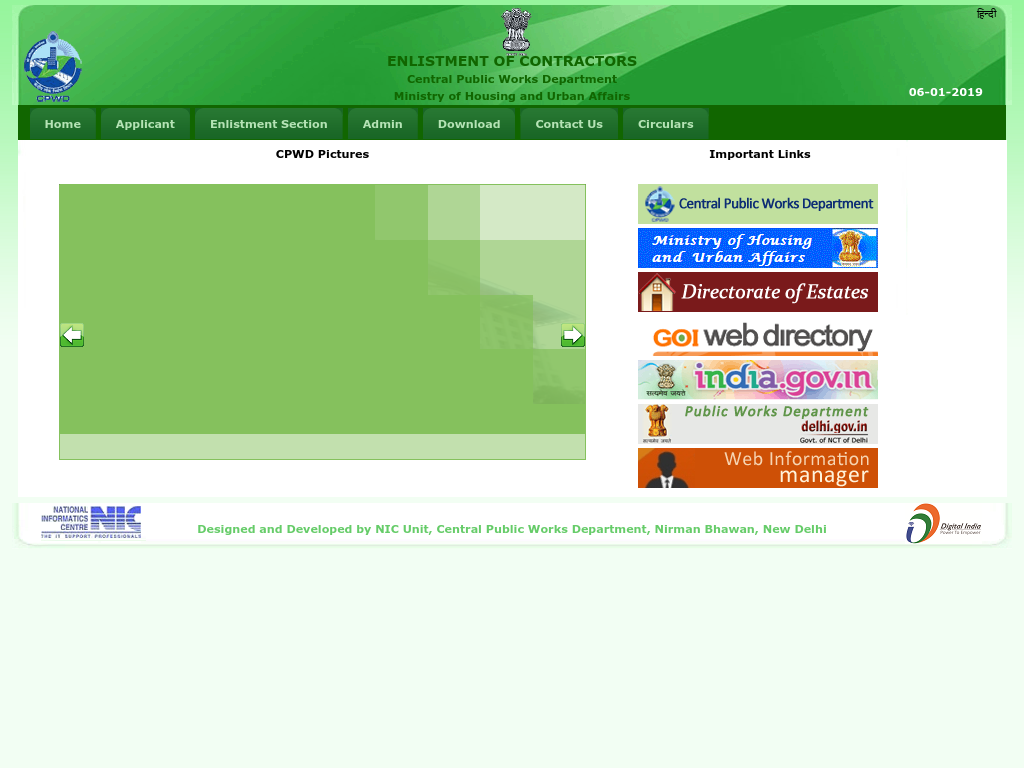 हिन्दी
ENLISTMENT OF CONTRACTORS
CPWD
Central Public Works Department
Ministry of Housing and Urban Affairs
06-01-2019
Home Applicant Enlistment Section Admin Download Contact Us Circulars
CPWD Pictures
Important Links
Central Public Works Department
Ministry of Housing
and Urban Affairs
Directorate of Estates
GOI web directory
सत्यमेव जयते
india.gov.in
Public Works Department
delhi.gov.in
Govt. of NCT of Delhi
Web Information
manager
NATIONAL
INFORMATICS
CENTRE
NIC
THE IT SUPPORT PROFESSIONALS
Designed and Developed by NIC Unit, Central Public Works Department, Nirman Bhawan, New Delhi
Digital India
Power To Empower